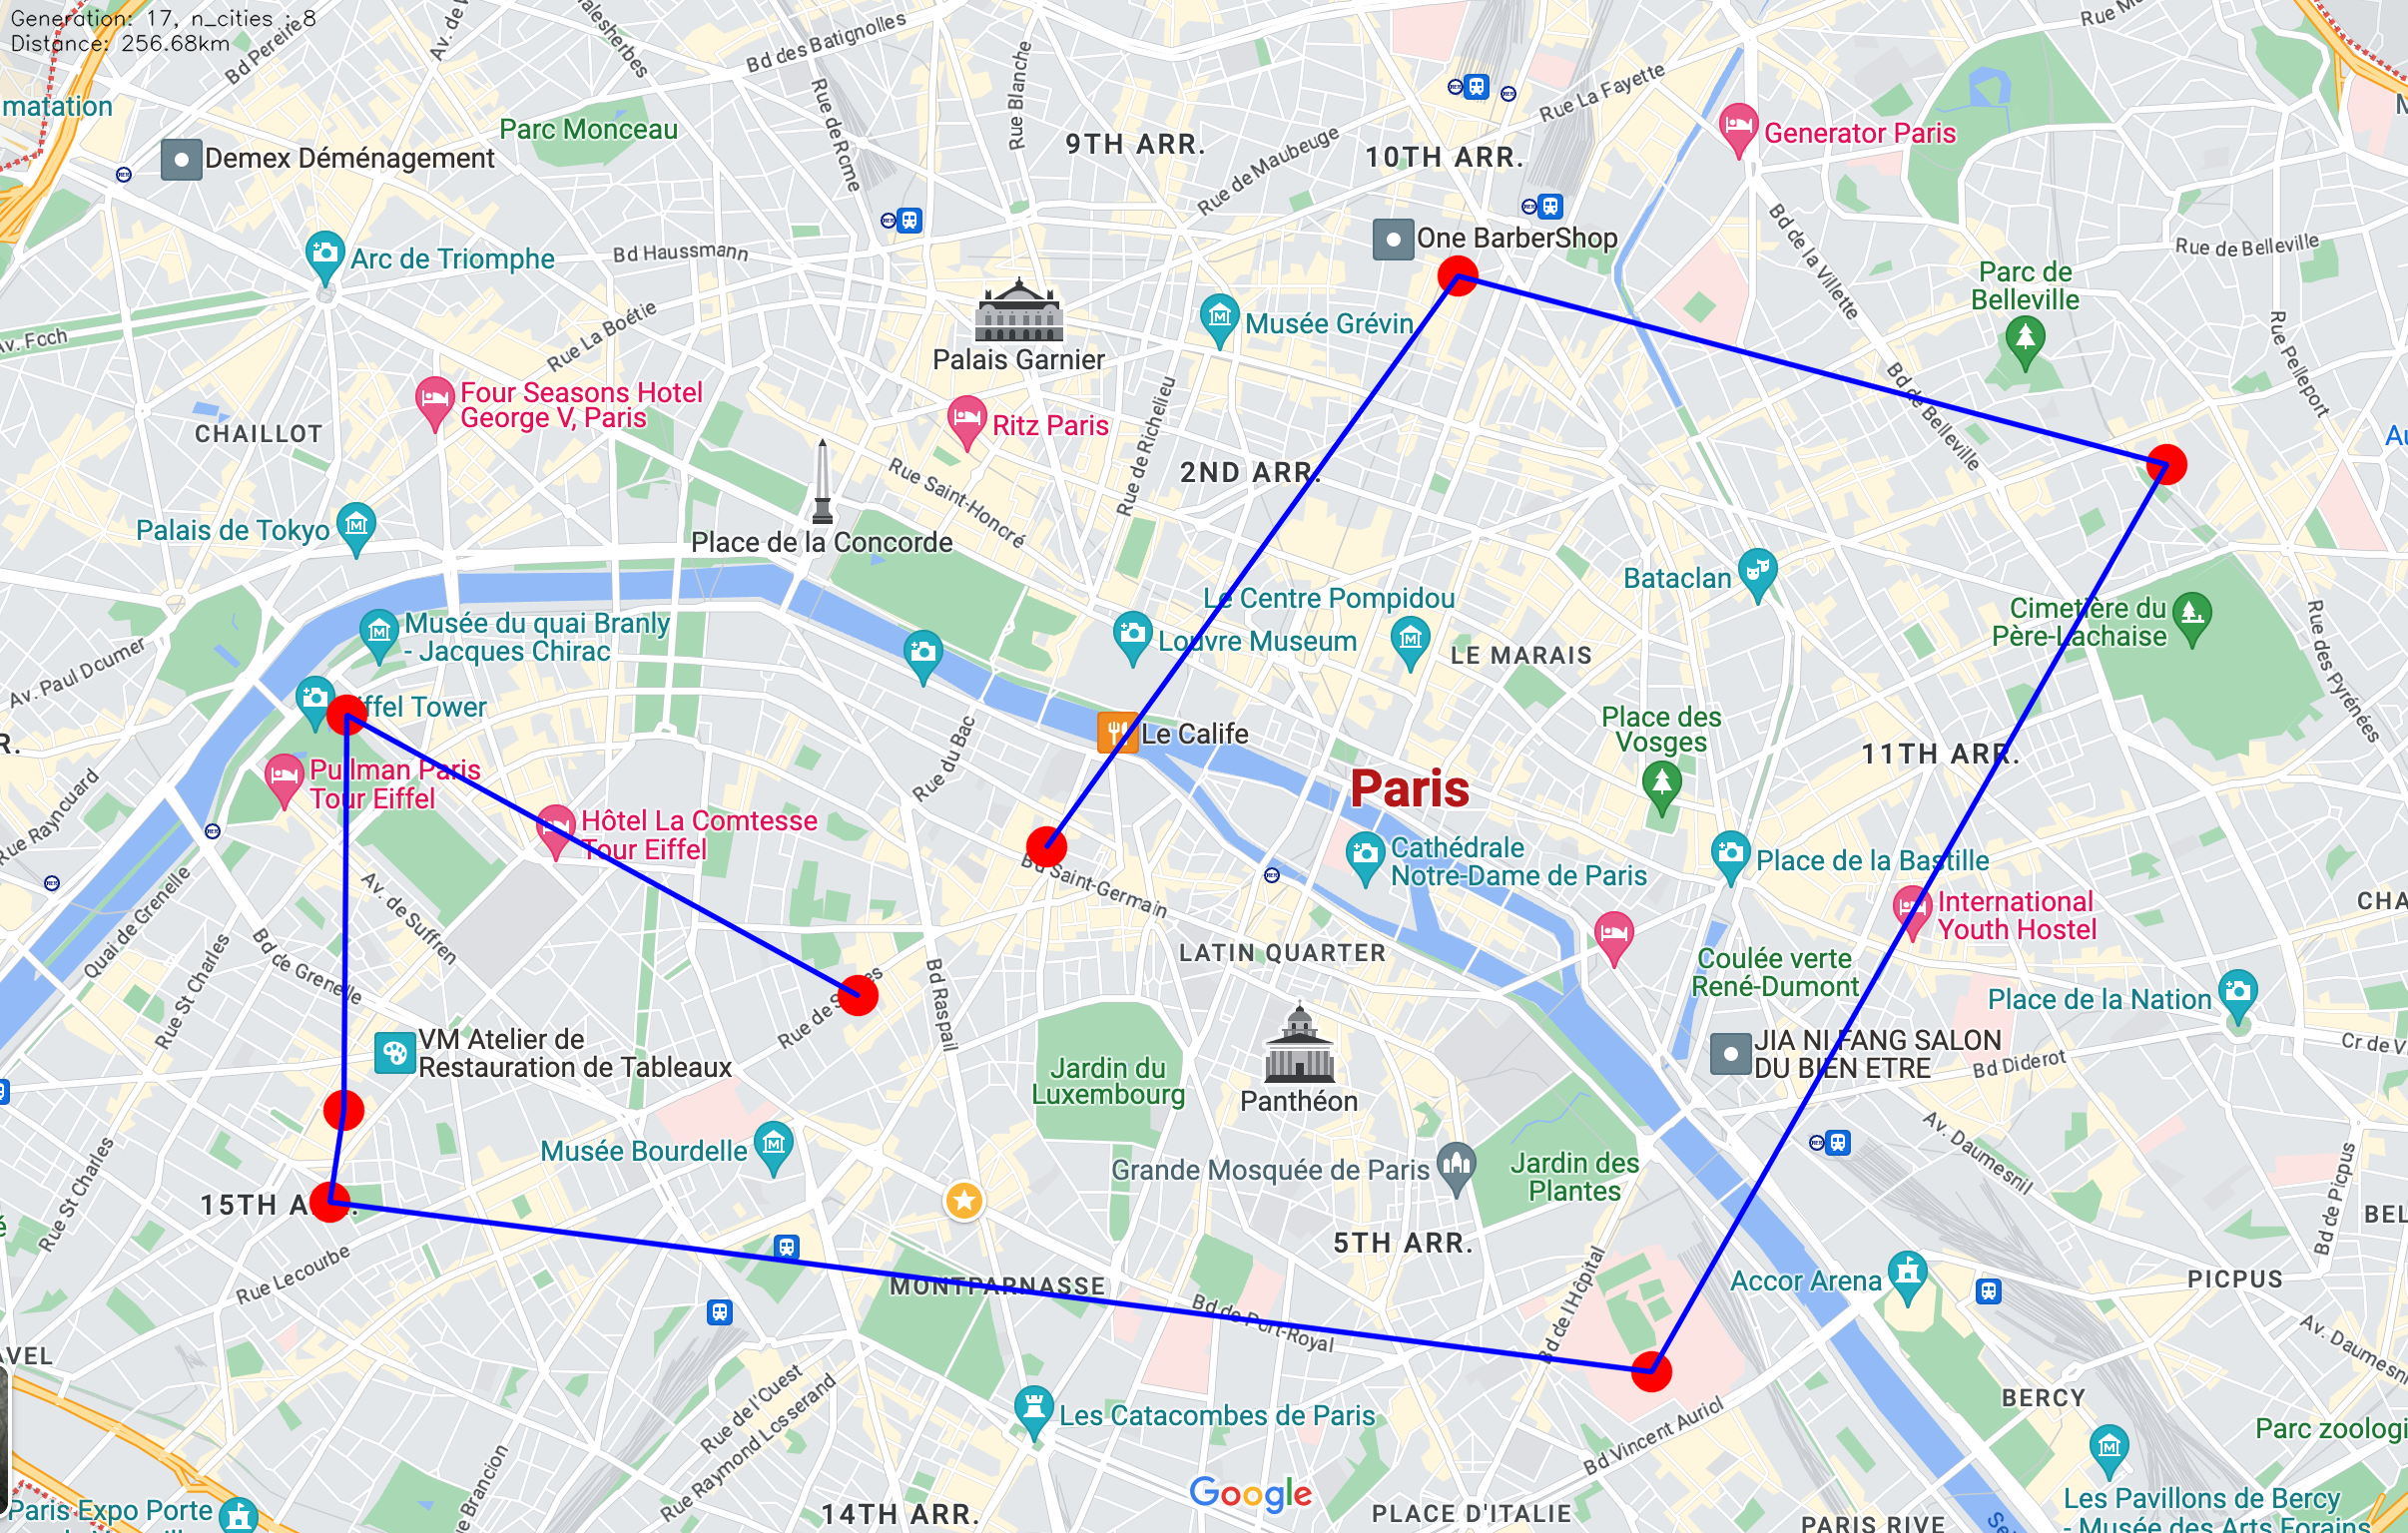 Generation: 17, n_cities : 8
Distance: 256.68km
Bd Pereire
Av. de
Malesherbes
Bd des Batignolles
Rue Blanche
Rue de Rome
Rue La Fayette
matation
Parc Monceau
9TH ARR.
10TH ARR.
Generator Paris
Demex Déménagement
Rue de Maubeuge
Bd de la Villette
One BarberShop
Rue de Belleville
Arc de Triomphe
Bd Haussmann
Parc de
Belleville
Av. Foch
Rue La Boétie
Musée Grévin
Palais Garnier
Rue Pelleport
Four Seasons Hotel
George V, Paris
Ritz Paris
Rue de Richelieu
Bd de Belleville
CHAILLOT
2ND ARR.
Rue Saint-Honoré
Palais de Tokyo
Place de la Concorde
Bataclan
Le Centre Pompidou
Louvre Museum
LE MARAIS
Cimetière du
Père-Lachaise
Rue des Pyrénées
Musée du quai Branly
- Jacques Chirac
Av. Paul Doumer
Eiffel Tower
Rue du Bac
Le Calife
Place des
Vosges
11TH ARR.
R.
Pullman Paris
Tour Eiffel
Paris
Rue Raynouard
Hôtel La Comtesse
Tour Eiffel
Bd Saint-Germain
Cathédrale
Notre-Dame de Paris
Place de la Bastille
International
Youth Hostel
CHA
Quai de Grenelle
Av. de Suffren
Rue St Charles
Bd de Grenelle
LATIN QUARTER
Coulée verte
René-Dumont
Place de la Nation
Rue de Sèvres
Bd Raspail
VM Atelier de
Restauration de Tableaux
JIA NI FANG SALON
DU BIEN ETRE
Bd Diderot
Cr de V
Jardin du
Luxembourg
Panthéon
Musée Bourdelle
Grande Mosquée de Paris
Jardin des
Plantes
Av. Daumesnil
Bd de Picpus
Rue St Charles
15TH ARR.
5TH ARR.
BEL
Rue Lecourbe
MONTPARNASSE
Bd de Port-Royal
Bd de l'Hôpital
Accor Arena
PICPUS
Av. Daumesni
AVEL
Rue de l'Ouest
Rue Raymond Losserand
Les Catacombes de Paris
BERCY
Bd Vincent Auriol
Parc zoologi
e Brancion
Google
Paris Expo Porte
14TH ARR.
PLACE D'ITALIE
PARIS RIVE
Les Pavillons de Bercy
- Musée des Arts Forains